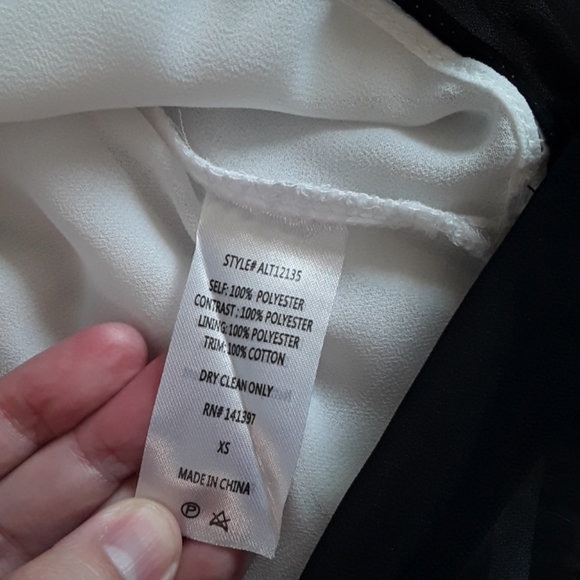 STYLE# ALT12135
SELF: 100% POLYESTER
CONTRAST: 100% POLYESTER
LINING: 100% POLYESTER
TRIM: 100% COTTON
DRY CLEAN ONLY
RN# 141397
XS
MADE IN CHINA
P